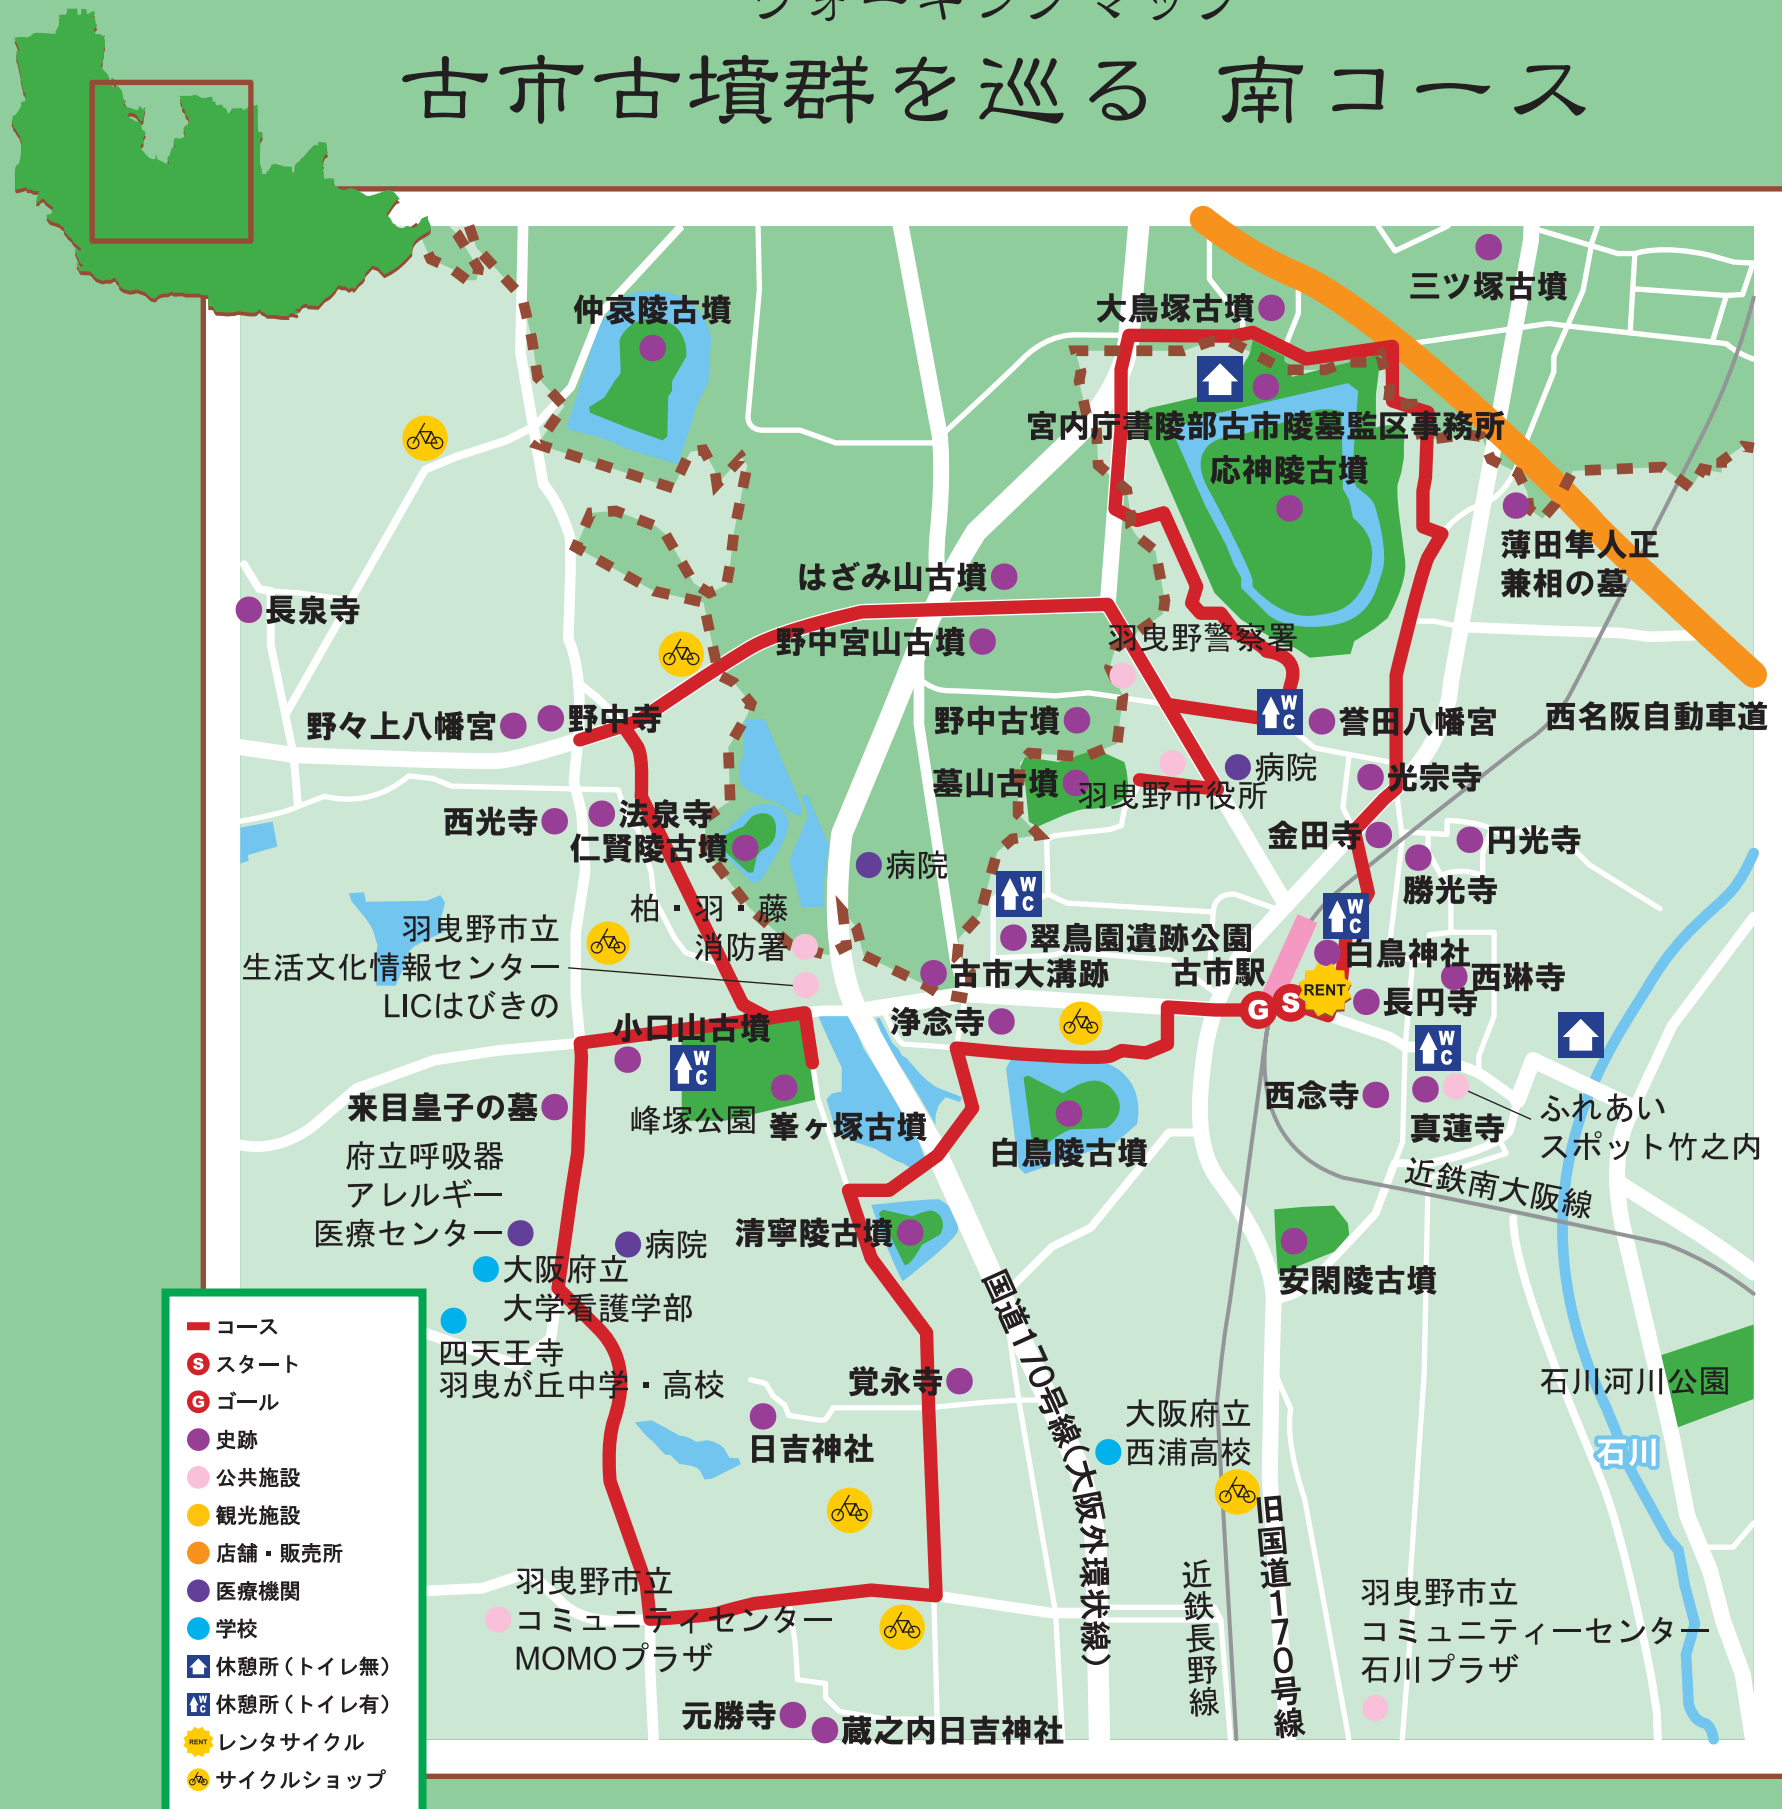 ウォーキングマップ
古市古墳群を巡る 南コース
三ツ塚古墳
大鳥塚古墳
仲哀陵古墳
宮内庁書陵部古市陵墓監区事務所
応神陵古墳
薄田隼人正
兼相の墓
はざみ山古墳
長泉寺
野中宮山古墳
羽曳野警察署
野々上八幡宮
野中寺
野中古墳
WC
誉田八幡宮
西名阪自動車道
墓山古墳
羽曳野市役所
病院
光宗寺
西光寺
法泉寺
仁賢陵古墳
金田寺
円光寺
勝光寺
病院
WC
WC
柏・羽・藤
消防署
羽曳野市立
生活文化情報センター
LICはびきの
翠鳥園遺跡公園
古市大溝跡
古市駅
白鳥神社
西琳寺
RENT
G
S
長円寺
浄念寺
小口山古墳
WC
WC
峰塚公園
峯ヶ塚古墳
来目皇子の墓
西念寺
真蓮寺
ふれあい
スポット竹之内
白鳥陵古墳
近鉄南大阪線
府立呼吸器
アレルギー
医療センター
病院
清寧陵古墳
大阪府立
大学看護学部
安閑陵古墳
四天王寺
羽曳が丘中学・高校
国道170号線(大阪外環状線)
覚永寺
石川河川公園
日吉神社
大阪府立
西浦高校
石川
旧国道170号線
近鉄長野線
羽曳野市立
コミュニティセンター
MOMOプラザ
羽曳野市立
コミュニティーセンター
石川プラザ
元勝寺
蔵之内日吉神社
コース
S スタート
G ゴール
史跡
公共施設
観光施設
店舗・販売所
医療機関
学校
休憩所(トイレ無)
WC 休憩所(トイレ有)
RENT レンタサイクル
サイクルショップ